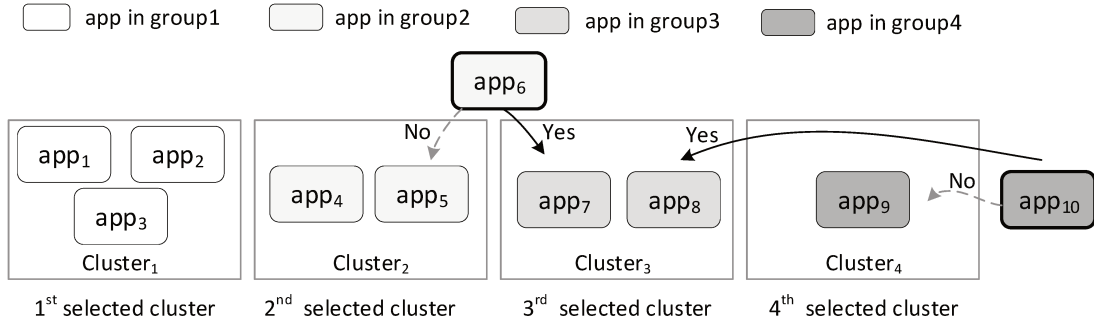 app in group1 app in group2 app in group3 app in group4
app₆
No Yes Yes
app₁ app₂
app₄ app₅ app₇ app₈ app₉ No app₁₀
app₃
Cluster₁ Cluster₂ Cluster₃ Cluster₄
1ˢᵗ selected cluster 2ⁿᵈ selected cluster 3ʳᵈ selected cluster 4ᵗʰ selected cluster